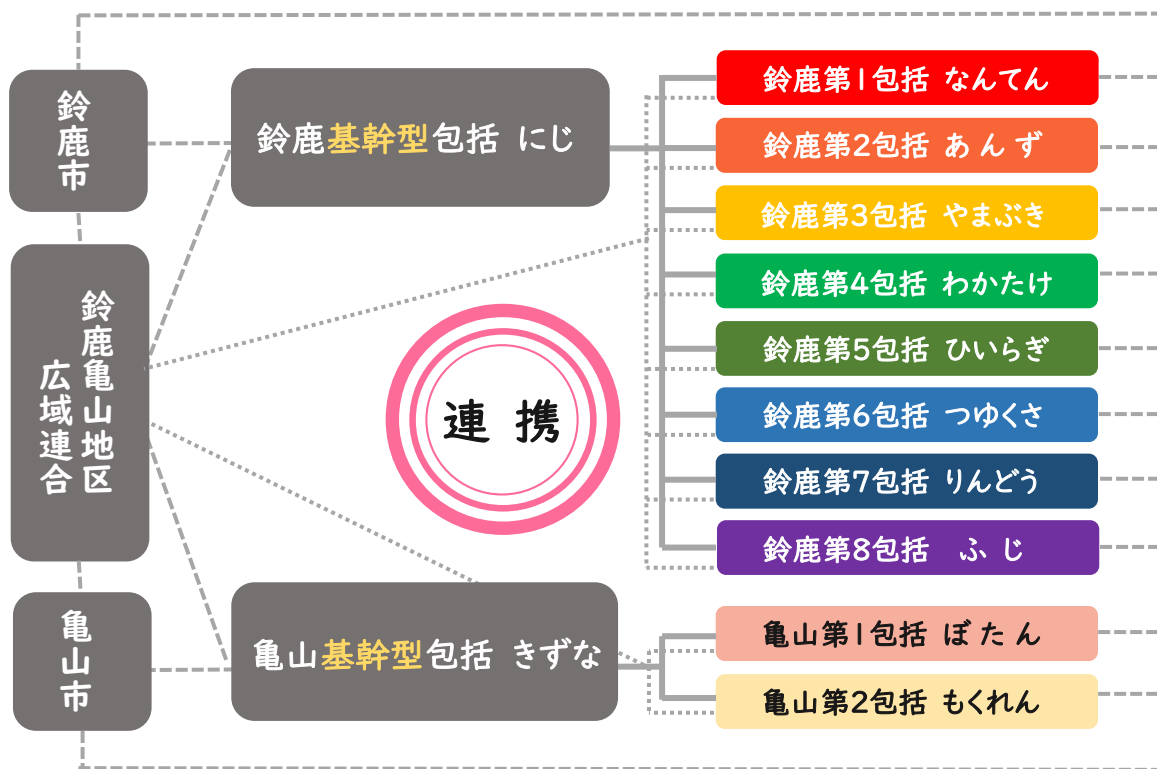 鈴鹿市
鈴鹿亀山地区
広域連合
亀山市
鈴鹿基幹型包括 にじ
亀山基幹型包括 きずな
連 携
鈴鹿第1包括 なんてん
鈴鹿第2包括 あ ん ず
鈴鹿第3包括 やまぶき
鈴鹿第4包括 わかたけ
鈴鹿第5包括 ひいらぎ
鈴鹿第6包括 つゆくさ
鈴鹿第7包括 りんどう
鈴鹿第8包括 ふ じ
亀山第1包括 ぼ た ん
亀山第2包括 もくれん